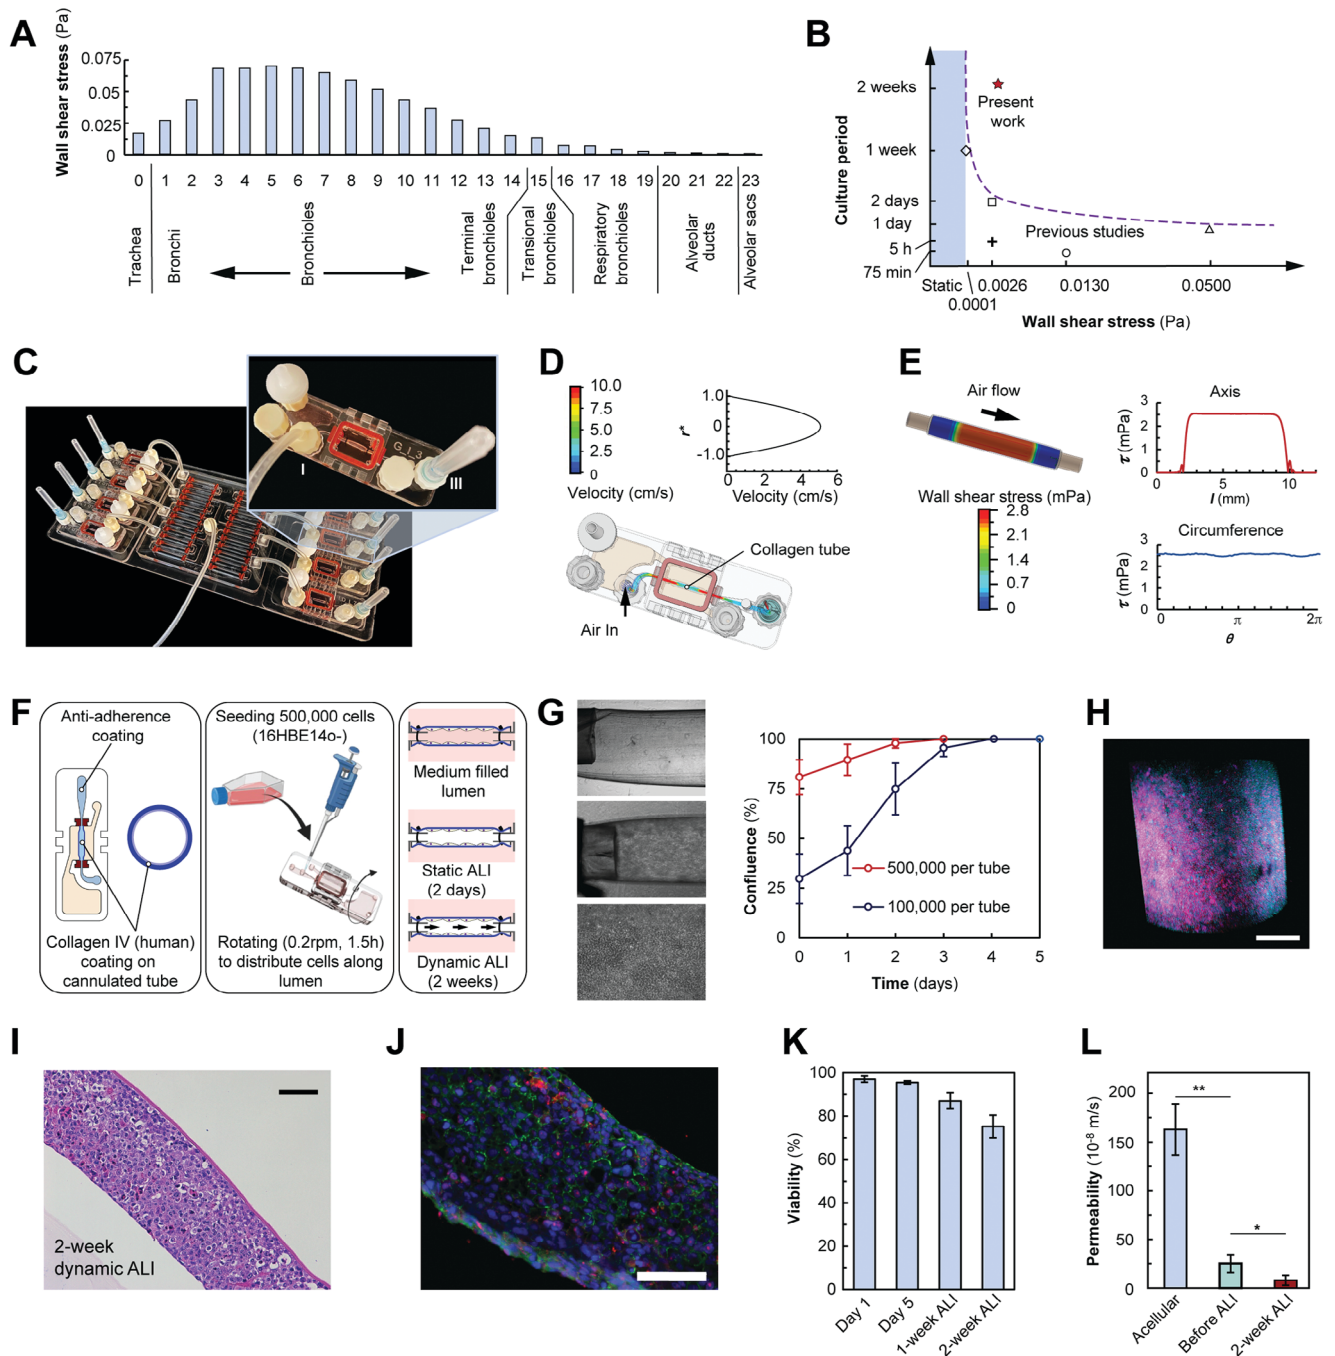 A
Wall shear stress (Pa)
0.075
0.05
0.025
0
0 1 2 3 4 5 6 7 8 9 10 11 12 13 14 15 16 17 18 19 20 21 22 23
Trachea
Bronchi
Bronchioles
Terminal
bronchioles
Transional
bronchioles
Respiratory
bronchioles
Alveolar
ducts
Alveolar sacs
B
Culture period
2 weeks
1 week
2 days
1 day
5 h
75 min
Present
work
Previous studies
Static
0.0001
0.0026
0.0130
0.0500
Wall shear stress (Pa)
C
I
G_I_3
III
D
10.0
7.5
5.0
2.5
0
Velocity (cm/s)
r*
1.0
0
-1.0
0 2 4 6
Velocity (cm/s)
Collagen tube
Air In
E
Air flow
Wall shear stress (mPa)
2.8
2.1
1.4
0.7
0
Axis
τ (mPa)
3
2
1
0
0 5 10
l (mm)
Circumference
τ (mPa)
3
2
1
0
0 π 2π
θ
F
Anti-adherence
coating
Collagen IV (human)
coating on
cannulated tube
Seeding 500,000 cells
(16HBE14o-)
Rotating (0.2rpm, 1.5h)
to distribute cells along
lumen
Medium filled
lumen
Static ALI
(2 days)
Dynamic ALI
(2 weeks)
G
Confluence (%)
100
75
50
25
0
500,000 per tube
100,000 per tube
0 1 2 3 4 5
Time (days)
H
I
2-week
dynamic ALI
J
K
Viability (%)
100
80
60
40
20
0
Day 1
Day 5
1-week ALI
2-week ALI
L
Permeability (10⁻⁸ m/s)
200
150
100
50
0
**
*
Acellular
Before ALI
2-week ALI